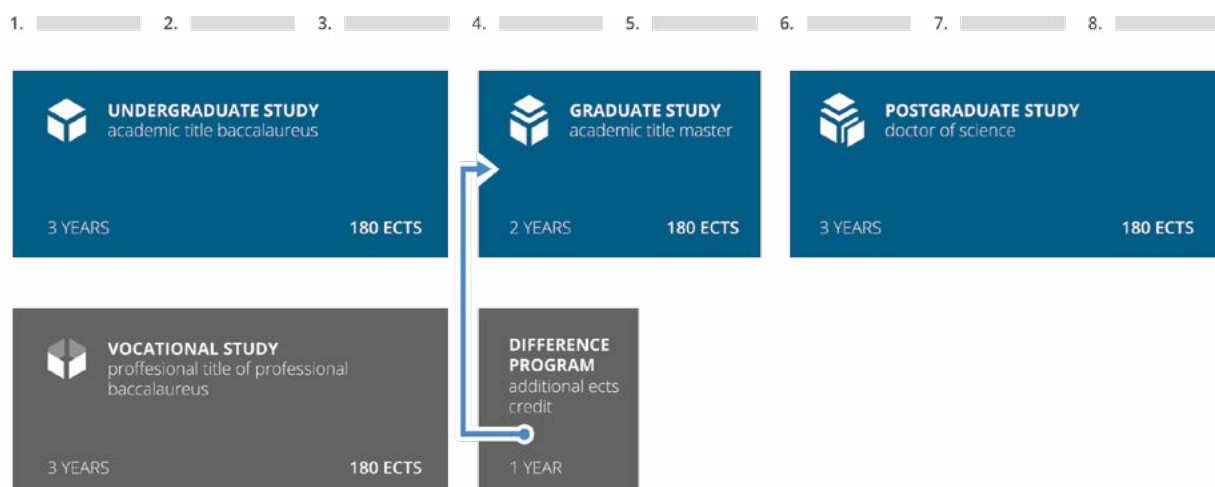 1. 2. 3. 4. 5. 6. 7. 8.
UNDERGRADUATE STUDY
academic title baccalaureus
3 YEARS 180 ECTS
GRADUATE STUDY
academic title master
2 YEARS 180 ECTS
POSTGRADUATE STUDY
doctor of science
3 YEARS 180 ECTS
VOCATIONAL STUDY
proffesional title of professional
baccalaureus
3 YEARS 180 ECTS
DIFFERENCE
PROGRAM
additional ects
credit
1 YEAR